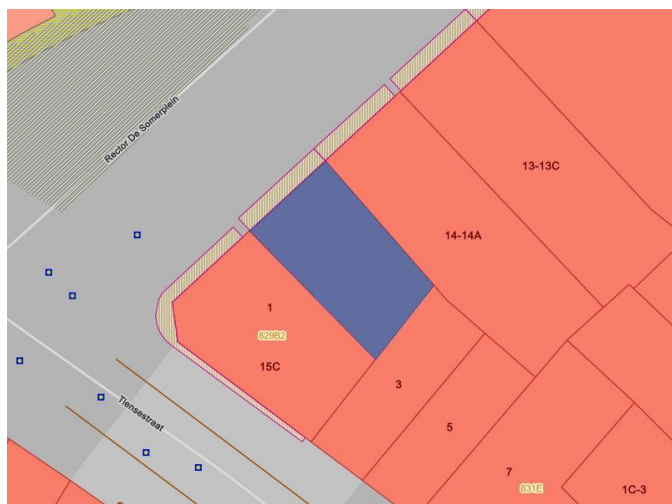 Rector De Somerplein
13-13C
14-14A
1
829B2
15C
3
Tiensestraat
5
7
831E
1C-3